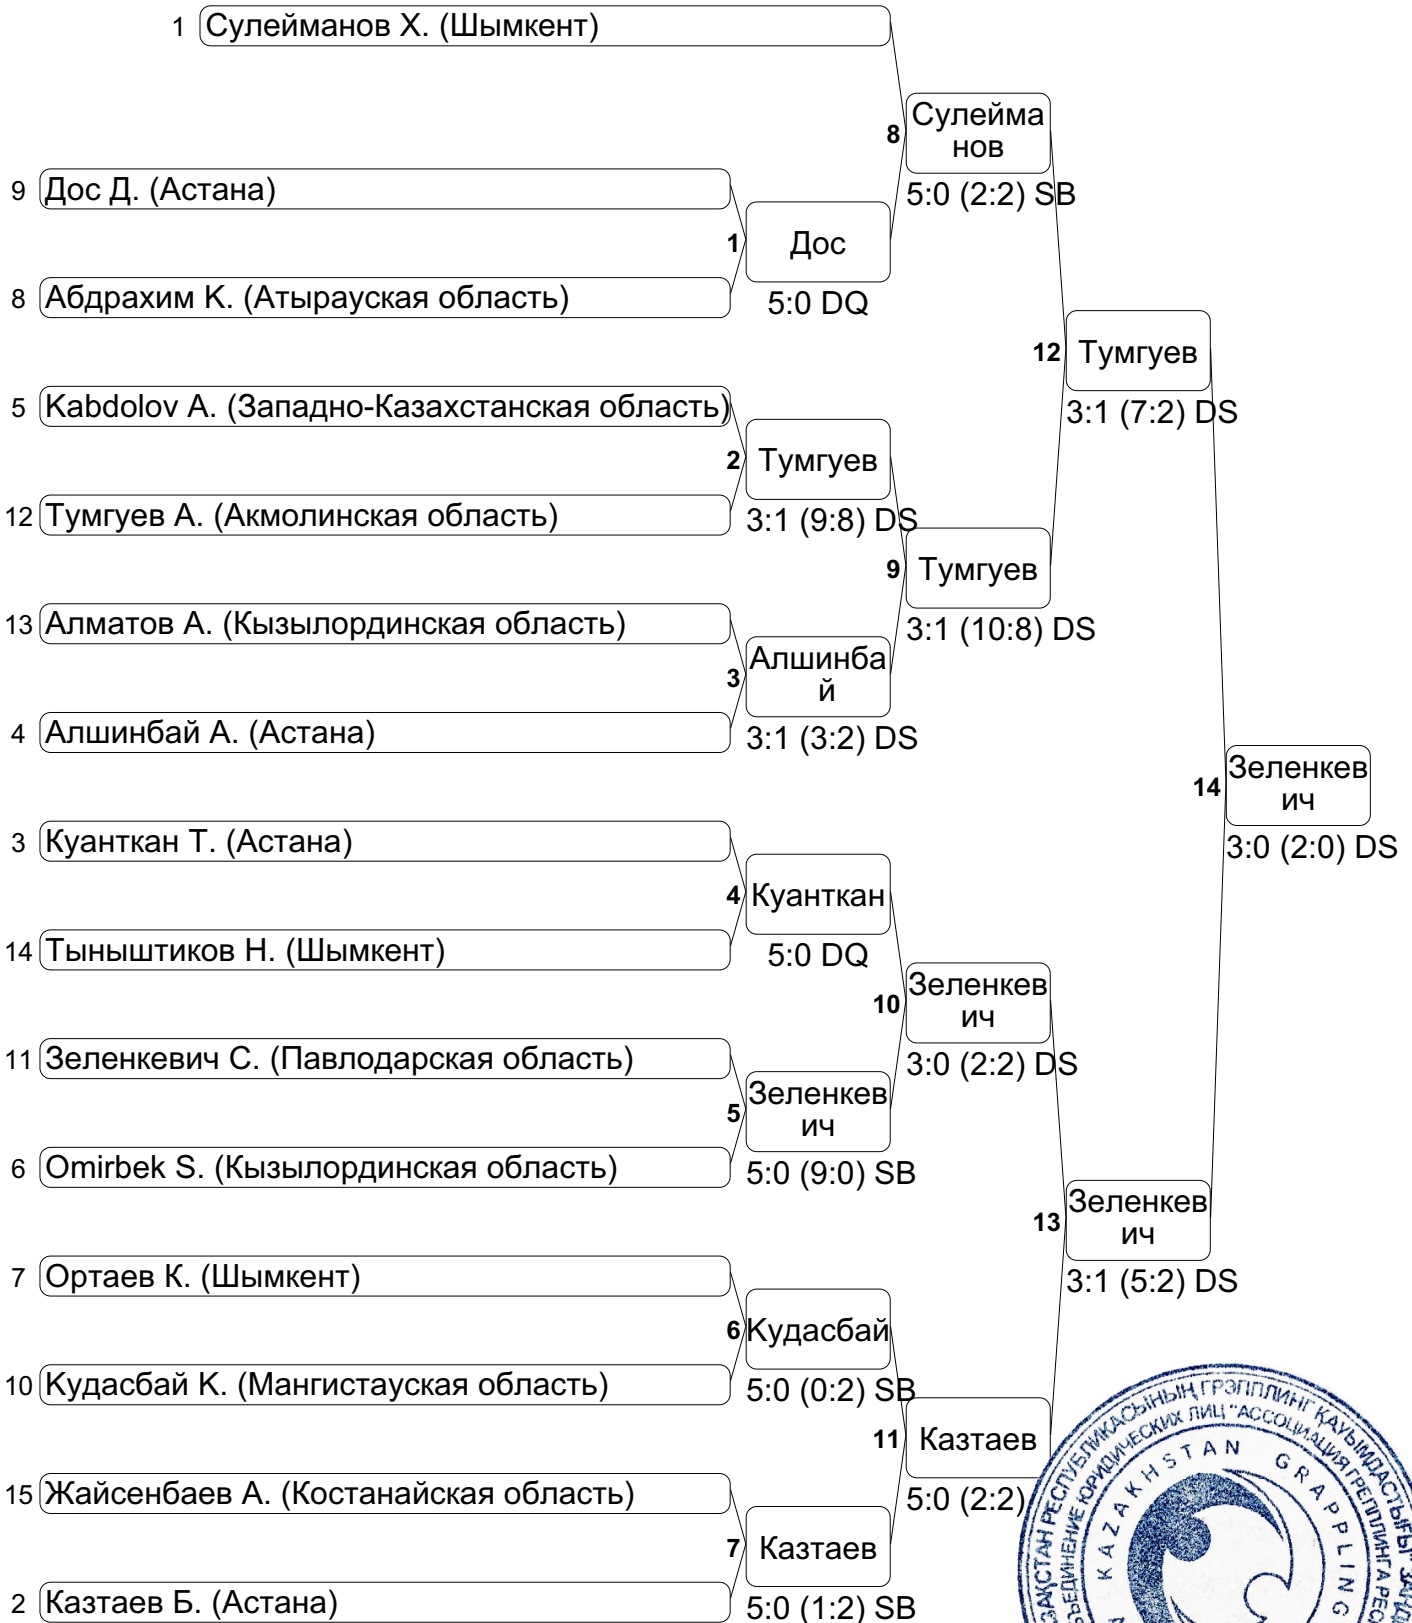 1 Сулейманов Х. (Шымкент)
8 Сулейма
нов
5:0 (2:2) SB
9 Дос Д. (Астана)
1 Дос
5:0 DQ
8 Абдрахим К. (Атырауская область)
12 Тумгуев
3:1 (7:2) DS
5 Kabdolov A. (Западно-Казахстанская область)
2 Тумгуев
3:1 (9:8) DS
12 Тумгуев А. (Акмолинская область)
9 Тумгуев
3:1 (10:8) DS
13 Алматов А. (Кызылординская область)
3 Алшинба
й
3:1 (3:2) DS
4 Алшинбай А. (Астана)
14 Зеленкев
ич
3:0 (2:0) DS
3 Куанткан Т. (Астана)
4 Куанткан
5:0 DQ
14 Тыныштиков Н. (Шымкент)
10 Зеленкев
ич
3:0 (2:2) DS
11 Зеленкевич С. (Павлодарская область)
5 Зеленкев
ич
5:0 (9:0) SB
6 Omirbek S. (Кызылординская область)
13 Зеленкев
ич
3:1 (5:2) DS
7 Ортаев К. (Шымкент)
6 Кудасбай
5:0 (0:2) SB
10 Кудасбай К. (Мангистауская область)
11 Казтаев
5:0 (2:2)
15 Жайсенбаев А. (Костанайская область)
7 Казтаев
5:0 (1:2) SB
2 Казтаев Б. (Астана)
ГРЭППЛИНГ ҚАУЫМДАСТЫҒЫ"
ЮРИДИЧЕСКИХ ЛИЦ "АССОЦИАЦИЯ ГРЕППЛИНГА
KAZAKHSTAN GRAPPLING